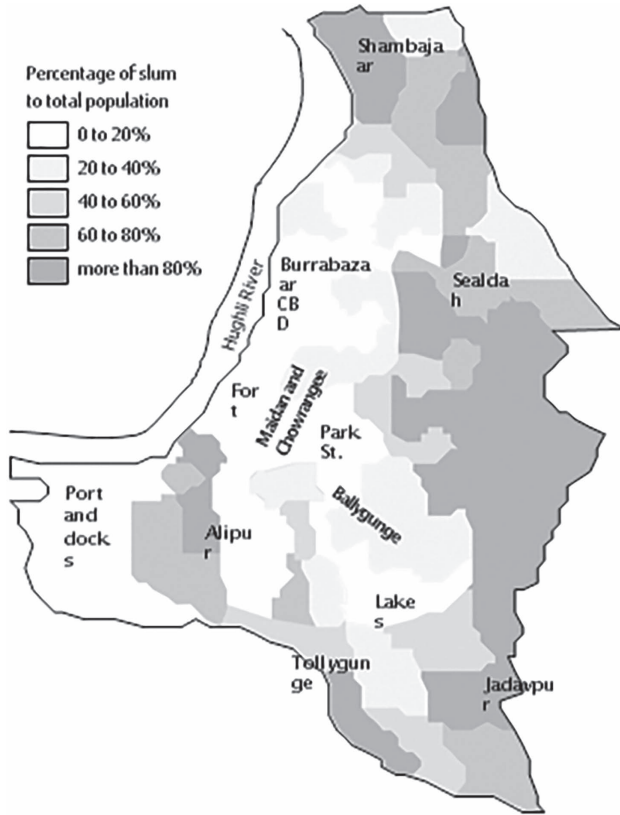 Shambaja
ar
Percentage of slum
to total population
0 to 20%
20 to 40%
40 to 60%
60 to 80%
more than 80%
Hughli River
Burrabaza
ar
CB
D
Sealda
h
For
t
Maidan and
Chowrangee
Park
St.
Port
and
dock
s
Alipu
r
Ballygunge
Lake
s
Tollygun
ge
Jadavpu
r